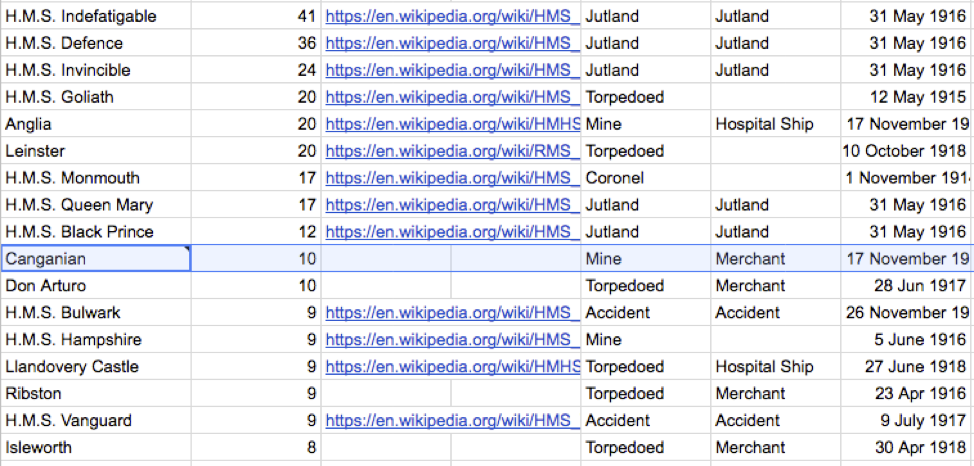 H.M.S. Indefatigable 41 https://en.wikipedia.org/wiki/HMS_ Jutland Jutland 31 May 1916
H.M.S. Defence 36 https://en.wikipedia.org/wiki/HMS_ Jutland Jutland 31 May 1916
H.M.S. Invincible 24 https://en.wikipedia.org/wiki/HMS_ Jutland Jutland 31 May 1916
H.M.S. Goliath 20 https://en.wikipedia.org/wiki/HMS_ Torpedoed 12 May 1915
Anglia 20 https://en.wikipedia.org/wiki/HMHS Mine Hospital Ship 17 November 19
Leinster 20 https://en.wikipedia.org/wiki/RMS_ Torpedoed 10 October 1918
H.M.S. Monmouth 17 https://en.wikipedia.org/wiki/HMS_ Coronel 1 November 191
H.M.S. Queen Mary 17 https://en.wikipedia.org/wiki/HMS_ Jutland Jutland 31 May 1916
H.M.S. Black Prince 12 https://en.wikipedia.org/wiki/HMS_ Jutland Jutland 31 May 1916
Canganian 10 Mine Merchant 17 November 19
Don Arturo 10 Torpedoed Merchant 28 Jun 1917
H.M.S. Bulwark 9 https://en.wikipedia.org/wiki/HMS_ Accident Accident 26 November 19
H.M.S. Hampshire 9 https://en.wikipedia.org/wiki/HMS_ Mine 5 June 1916
Llandovery Castle 9 https://en.wikipedia.org/wiki/HMHS Torpedoed Hospital Ship 27 June 1918
Ribston 9 Torpedoed Merchant 23 Apr 1916
H.M.S. Vanguard 9 https://en.wikipedia.org/wiki/HMS_ Accident Accident 9 July 1917
Isleworth 8 Torpedoed Merchant 30 Apr 1918